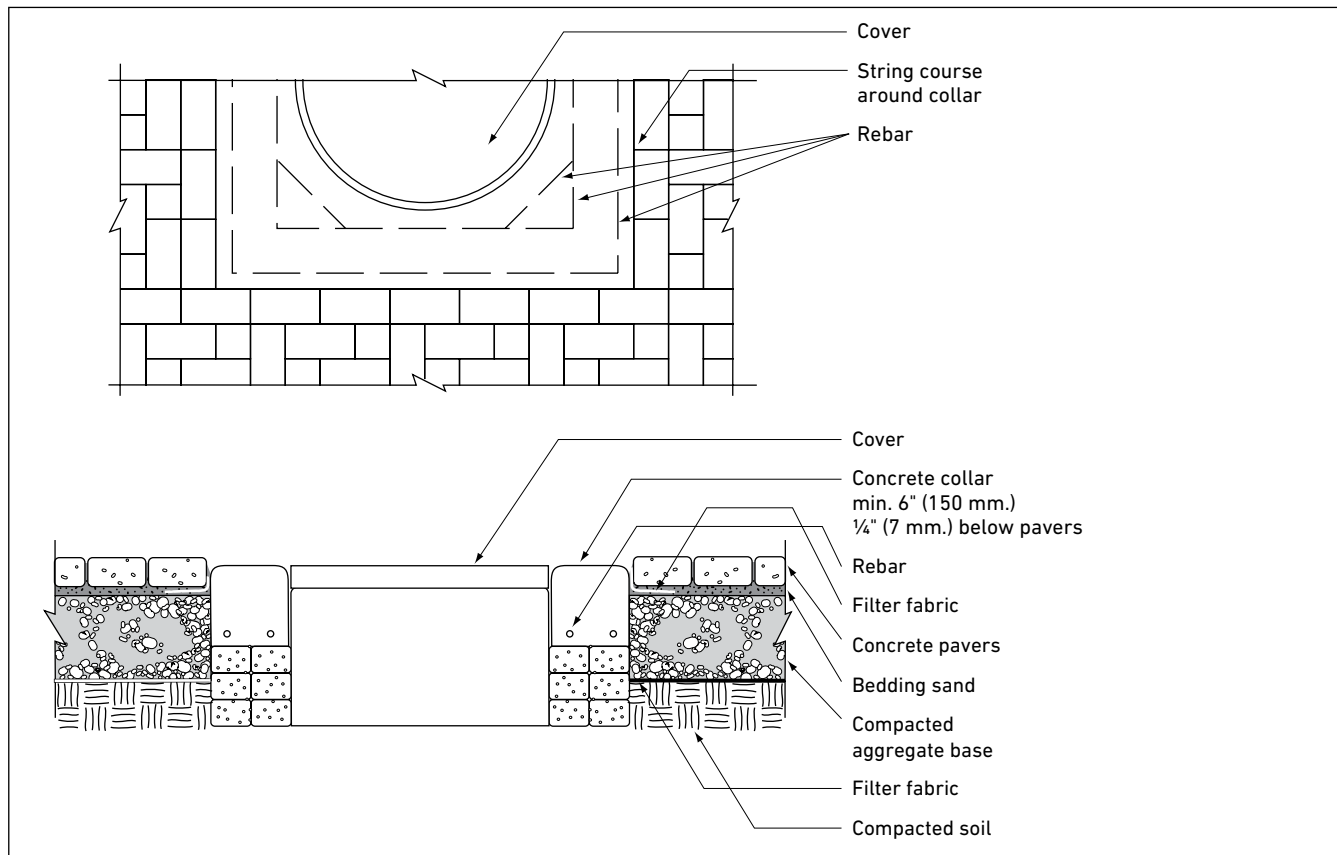 Cover
String course
around collar
Rebar
Cover
Concrete collar
min. 6" (150 mm.)
¼" (7 mm.) below pavers
Rebar
Filter fabric
Concrete pavers
Bedding sand
Compacted
aggregate base
Filter fabric
Compacted soil